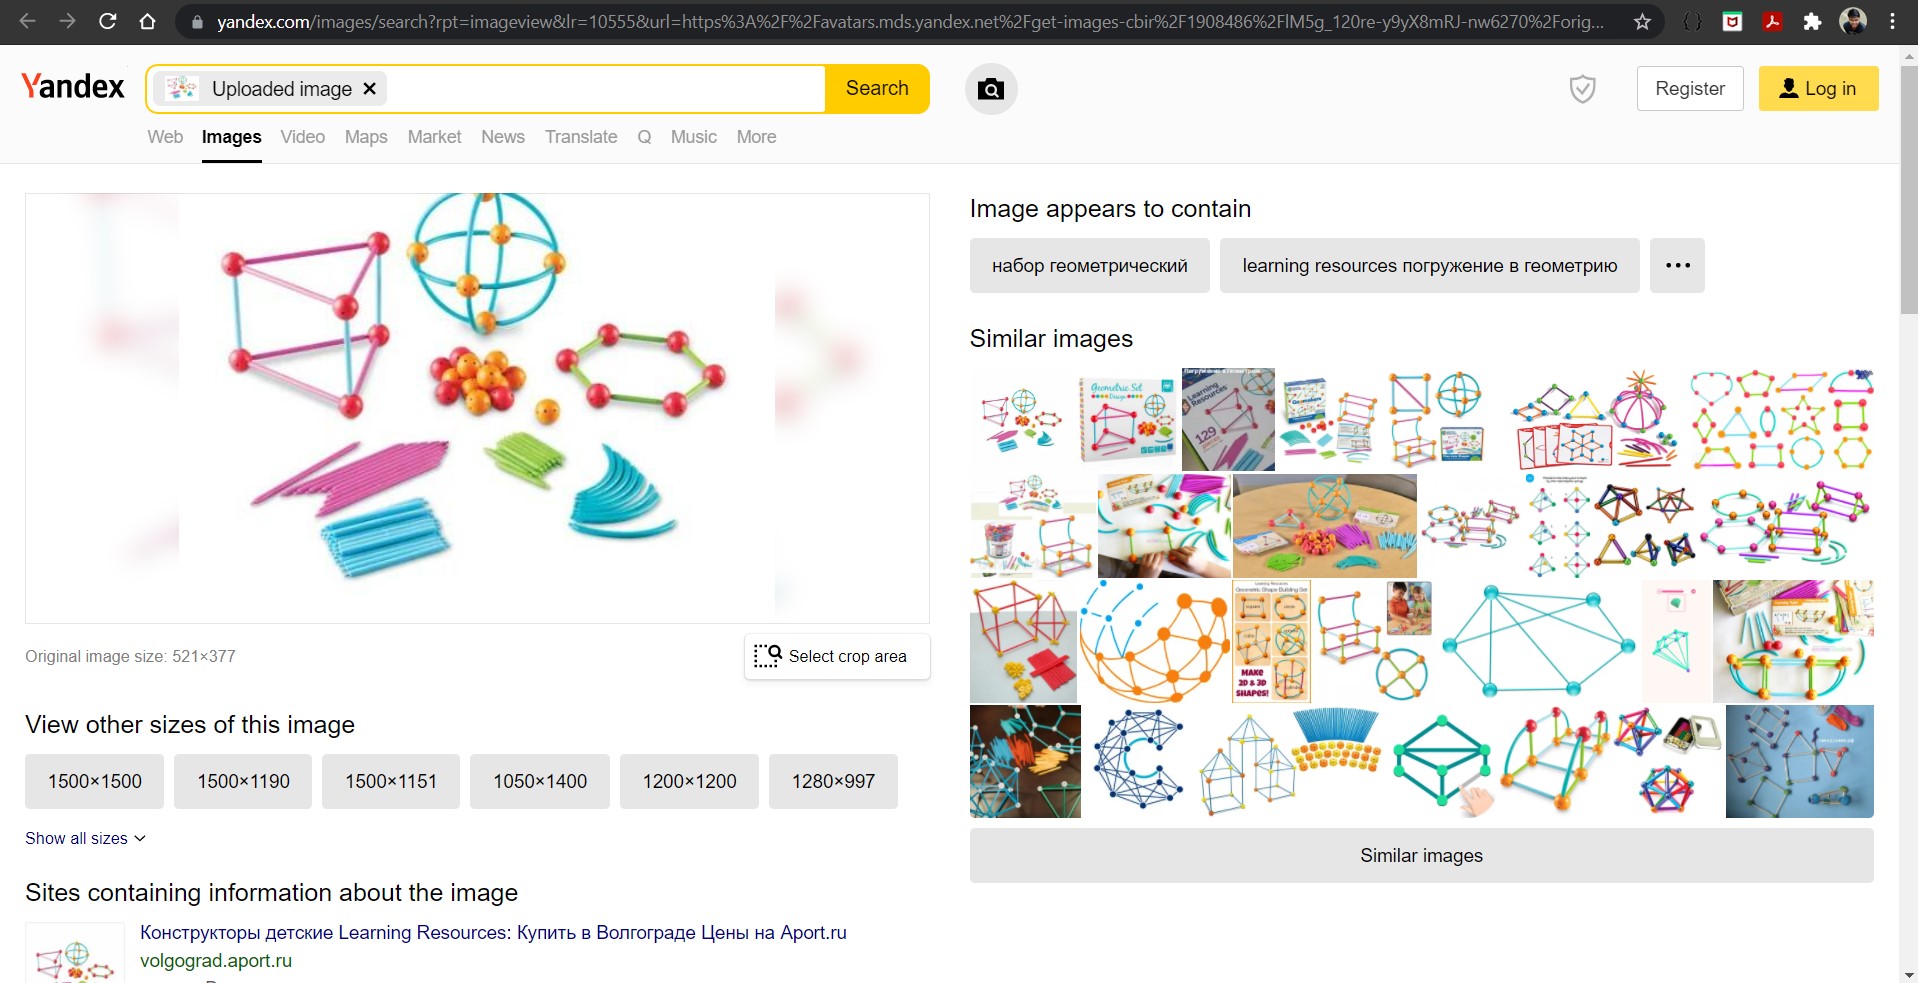 yandex.com/images/search?rpt=imageview&lr=10555&url=https%3A%2F%2Favatars.mds.yandex.net%2Fget-images-cbir%2F1908486%2FlM5g_120re-y9yX8mRJ-nw6270%2Forig...
Yandex
Uploaded image
Search
Register
Log in
Web Images Video Maps Market News Translate Q Music More
Image appears to contain
набор геометрический
learning resources погружение в геометрию
Similar images
Geometric Set
Design
Learning
Resources
129
MAKE
2D & 3D
SHAPES!
Original image size: 521×377
Select crop area
View other sizes of this image
1500×1500 1500×1190 1500×1151 1050×1400 1200×1200 1280×997
Show all sizes
Similar images
Sites containing information about the image
Конструкторы детские Learning Resources: Купить в Волгограде Цены на Aport.ru
volgograd.aport.ru